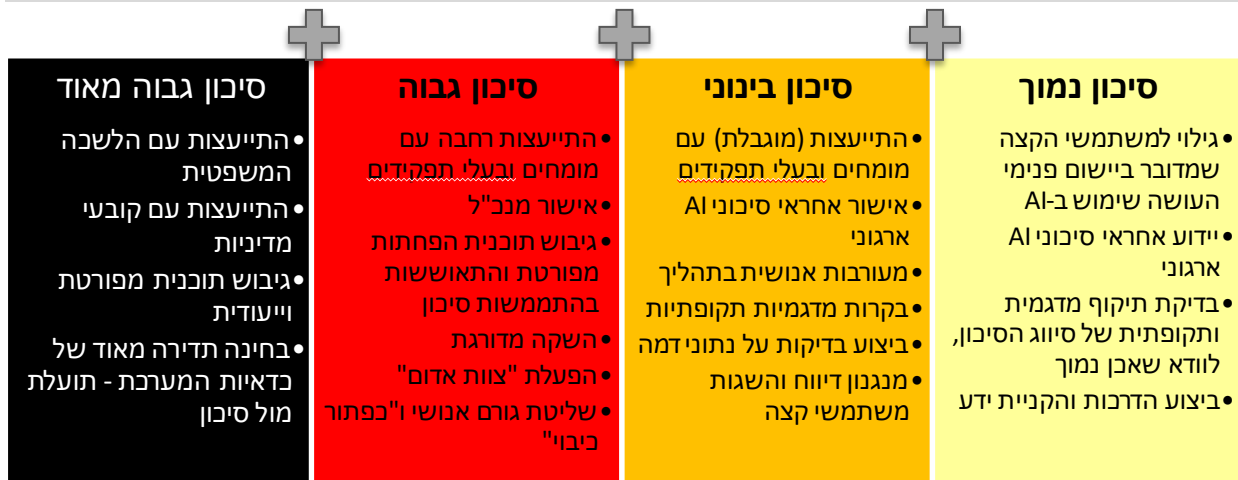 סיכון נמוך
•גילוי למשתמשי הקצה
שמדובר ביישום פנימי
העושה שימוש ב-AI
•יידוע אחראי סיכוני AI
ארגוני
•בדיקת תיקוף מדגמית
ותקופתית של סיווג הסיכון,
לוודא שאכן נמוך
•ביצוע הדרכות והקניית ידע
סיכון בינוני
•התייעצות (מוגבלת) עם
מומחים ובעלי תפקידים
•אישור אחראי סיכוני AI
ארגוני
•מעורבות אנושית בתהליך
•בקרות מדגמיות תקופתיות
•ביצוע בדיקות על נתוני דמה
•מנגנון דיווח והשגות
משתמשי קצה
סיכון גבוה
•התייעצות רחבה עם
מומחים ובעלי תפקידים
•אישור מנכ"ל
•גיבוש תוכנית הפחתות
מפורטת והתאוששות
בהתממשות סיכון
•השקה מדורגת
•הפעלת "צוות אדום"
•שליטת גורם אנושי ו"כפתור
כיבוי"
סיכון גבוה מאוד
•התייעצות עם הלשכה
המשפטית
•התייעצות עם קובעי
מדיניות
•גיבוש תוכנית מפורטת
וייעודית
•בחינה תדירה מאוד של
כדאיות המערכת - תועלת
מול סיכון